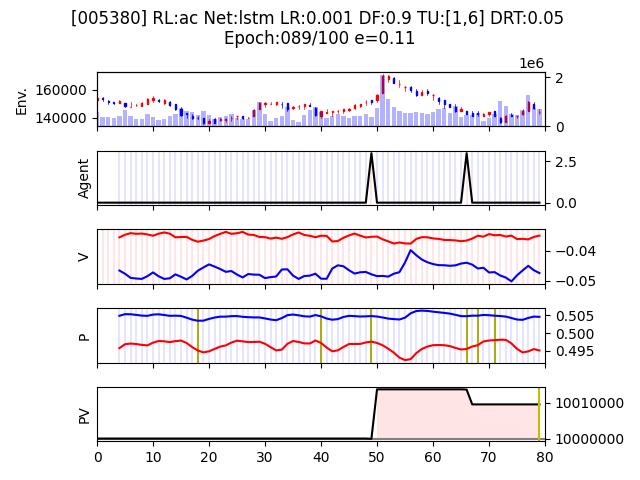 [005380] RL:ac Net:lstm LR:0.001 DF:0.9 TU:[1,6] DRT:0.05
Epoch:089/100 e=0.11
1e6
Env.
160000
140000
2
0
Agent
2.5
0.0
V
−0.04
−0.05
P
0.505
0.500
0.495
PV
10010000
10000000
0 10 20 30 40 50 60 70 80